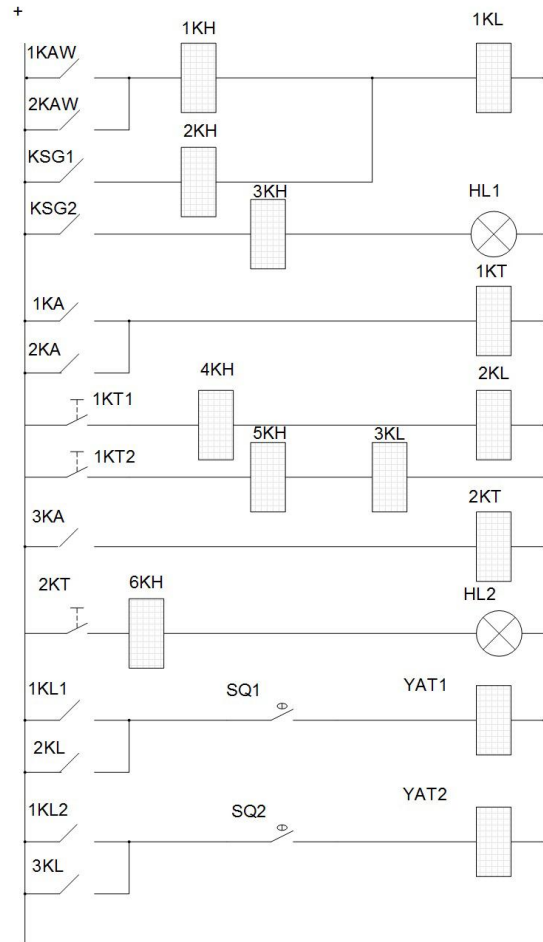 +
1KAW 1KH 1KL
2KAW
2KH
KSG1
3KH
KSG2 HL1
1KT
1KA
2KA
4KH 2KL
1KT1
5KH 3KL
1KT2
2KT
3KA
2KT 6KH HL2
1KL1 SQ1 YAT1
2KL
1KL2 SQ2 YAT2
3KL